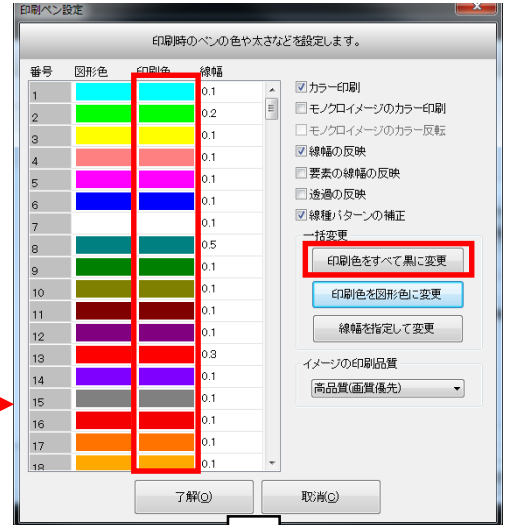 印刷ペン設定
印刷時のペンの色や太さなどを設定します。
番号 図形色 印刷色 線幅
1 0.1
2 0.2
3 0.1
4 0.1
5 0.1
6 0.1
7 0.1
8 0.5
9 0.1
10 0.1
11 0.1
12 0.1
13 0.3
14 0.1
15 0.1
16 0.1
17 0.1
18 0.1
カラー印刷
モノクロイメージのカラー印刷
モノクロイメージのカラー反転
線幅の反映
要素の線幅の反映
透過の反映
線種パターンの補正
一括変更
印刷色をすべて黒に変更
印刷色を図形色に変更
線幅を指定して変更
イメージの印刷品質
高品質(画質優先)
了解(O)
取消(C)